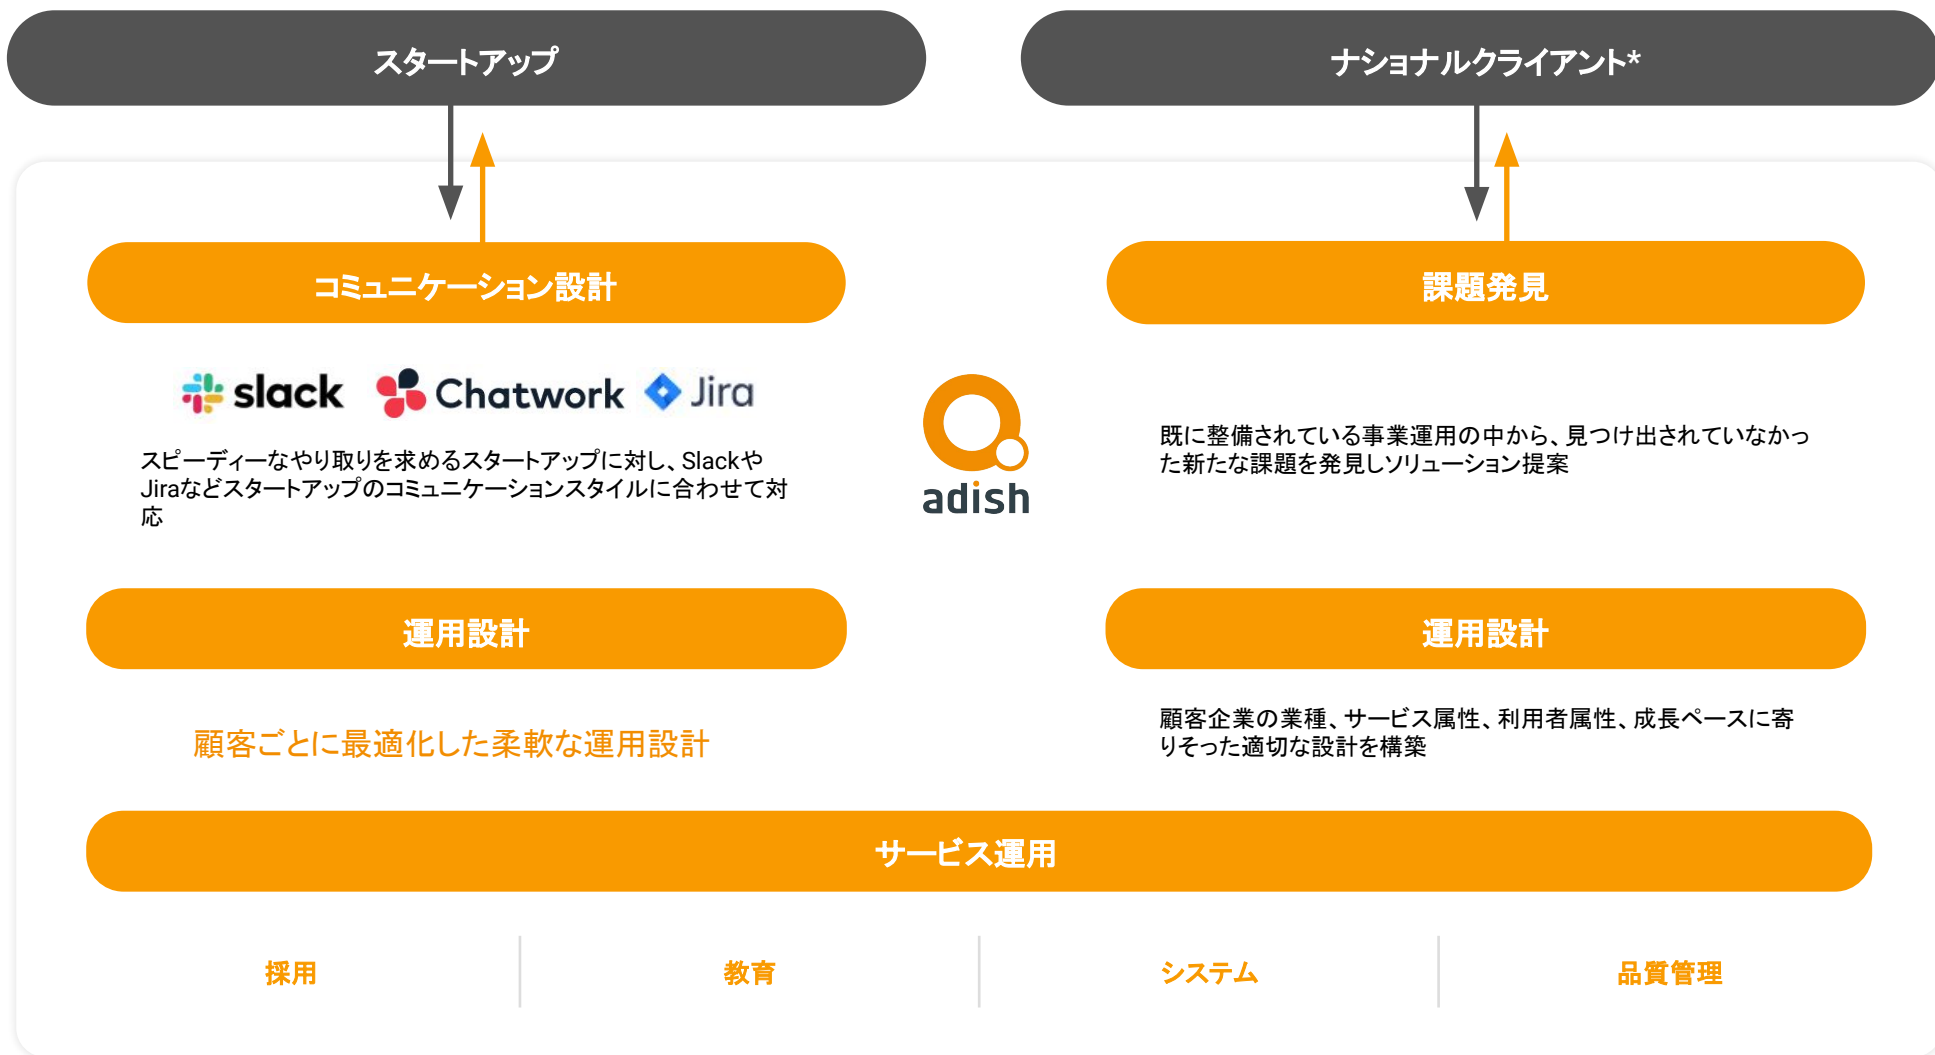 スタートアップ
ナショナルクライアント*
コミュニケーション設計
課題発見
slack
Chatwork
Jira
スピーディーなやり取りを求めるスタートアップに対し、Slackや
Jiraなどスタートアップのコミュニケーションスタイルに合わせて対
応
adish
既に整備されている事業運用の中から、見つけ出されていなかっ
た新たな課題を発見しソリューション提案
運用設計
運用設計
顧客ごとに最適化した柔軟な運用設計
顧客企業の業種、サービス属性、利用者属性、成長ペースに寄
りそった適切な設計を構築
サービス運用
採用
教育
システム
品質管理